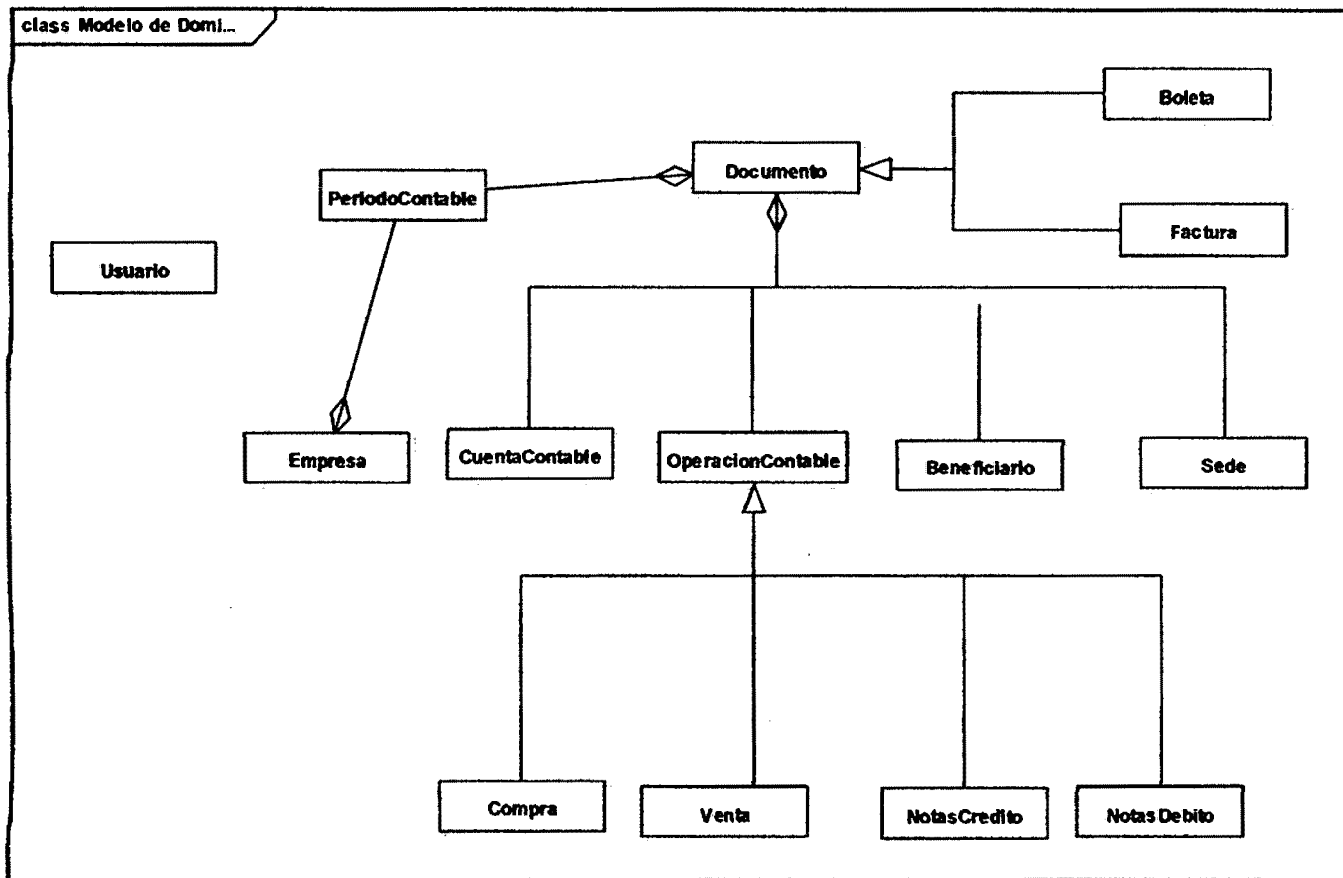 class Modelo de Domi...
Boleta
Documento
PeriodoContable
Factura
Usuario
Empresa
CuentaContable
OperacionContable
Beneficiario
Sede
Compra
Venta
NotasCredito
NotasDebito